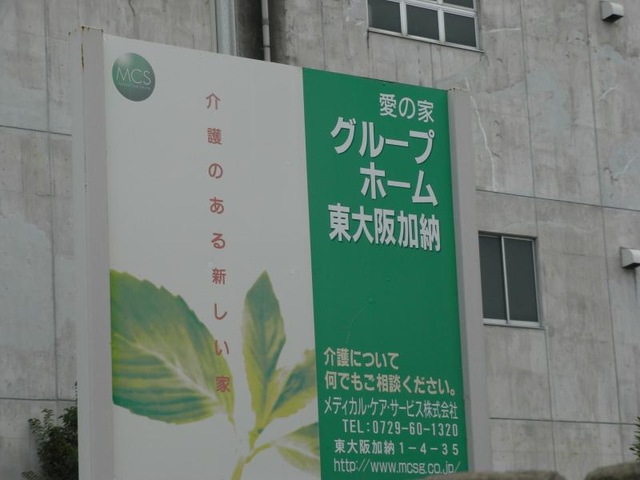 MCS
介護のある新しい家
愛の家
グループ
ホーム
東大阪加納
介護について
何でもご相談ください。
メディカル・ケア・サービス株式会社
TEL:0729-60-1320
東大阪加納1-4-35
http://www.mcsg.co.jp/